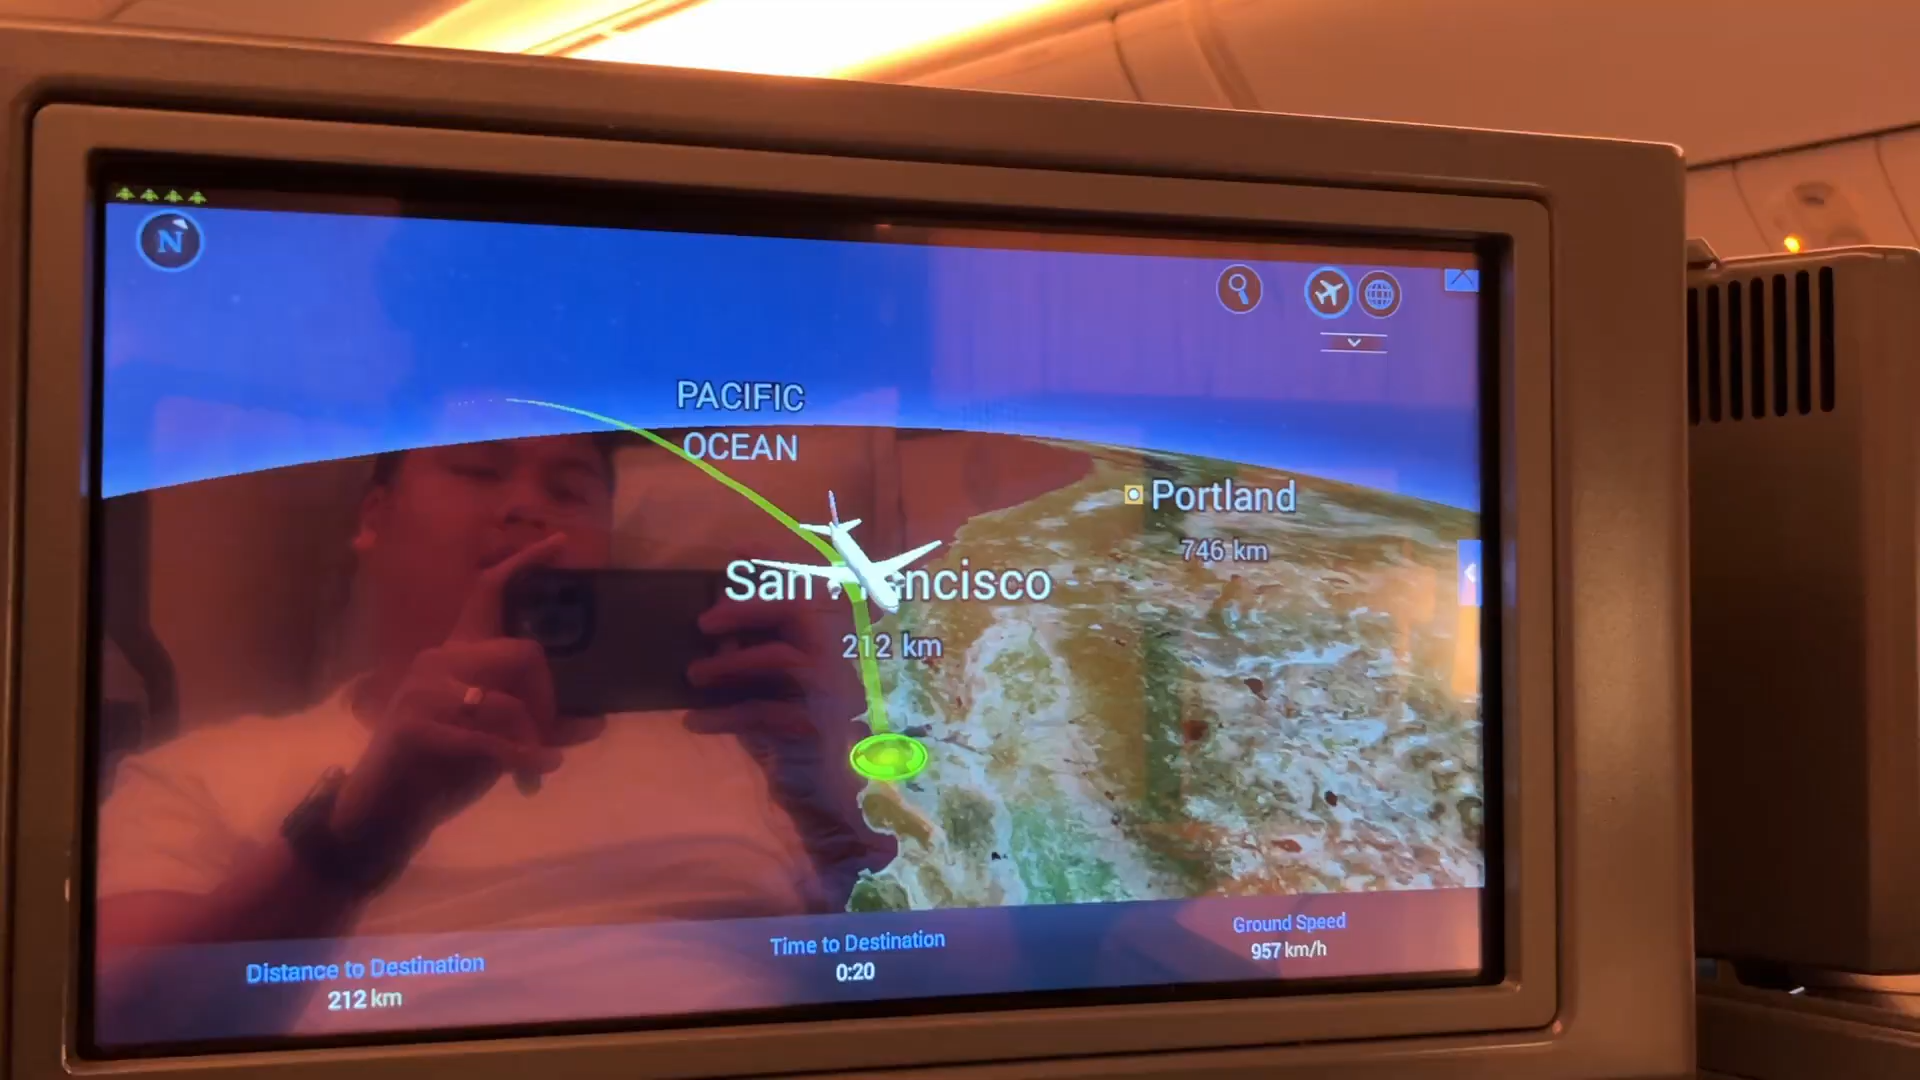 N
PACIFIC
OCEAN
Portland
746 km
San Francisco
212 km
Distance to Destination
212 km
Time to Destination
0:20
Ground Speed
957 km/h